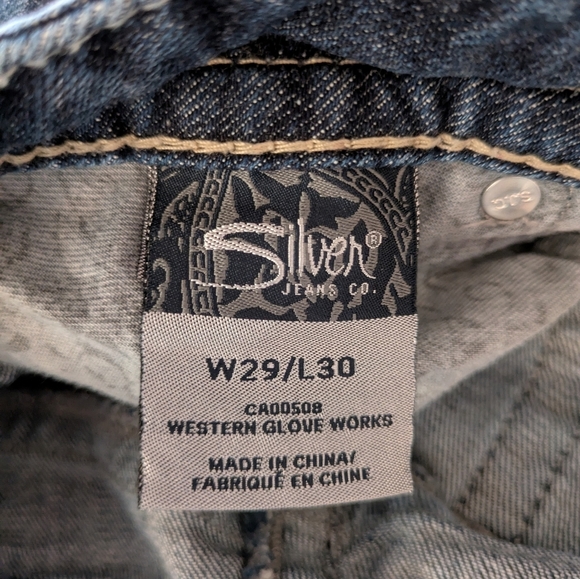 Silver®
JEANS CO.
S.J.C.
W29/L30
CA00508
WESTERN GLOVE WORKS
MADE IN CHINA/
FABRIQUÉ EN CHINE